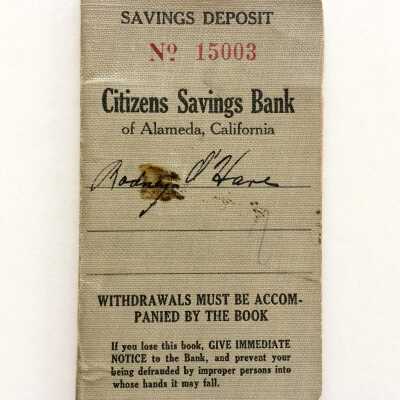 SAVINGS DEPOSIT
Nº 15003
Citizens Savings Bank
of Alameda, California
Rodney O'Hare
WITHDRAWALS MUST BE ACCOM-
PANIED BY THE BOOK
If you lose this book, GIVE IMMEDIATE
NOTICE to the Bank, and prevent your
being defrauded by improper persons into
whose hands it may fall.